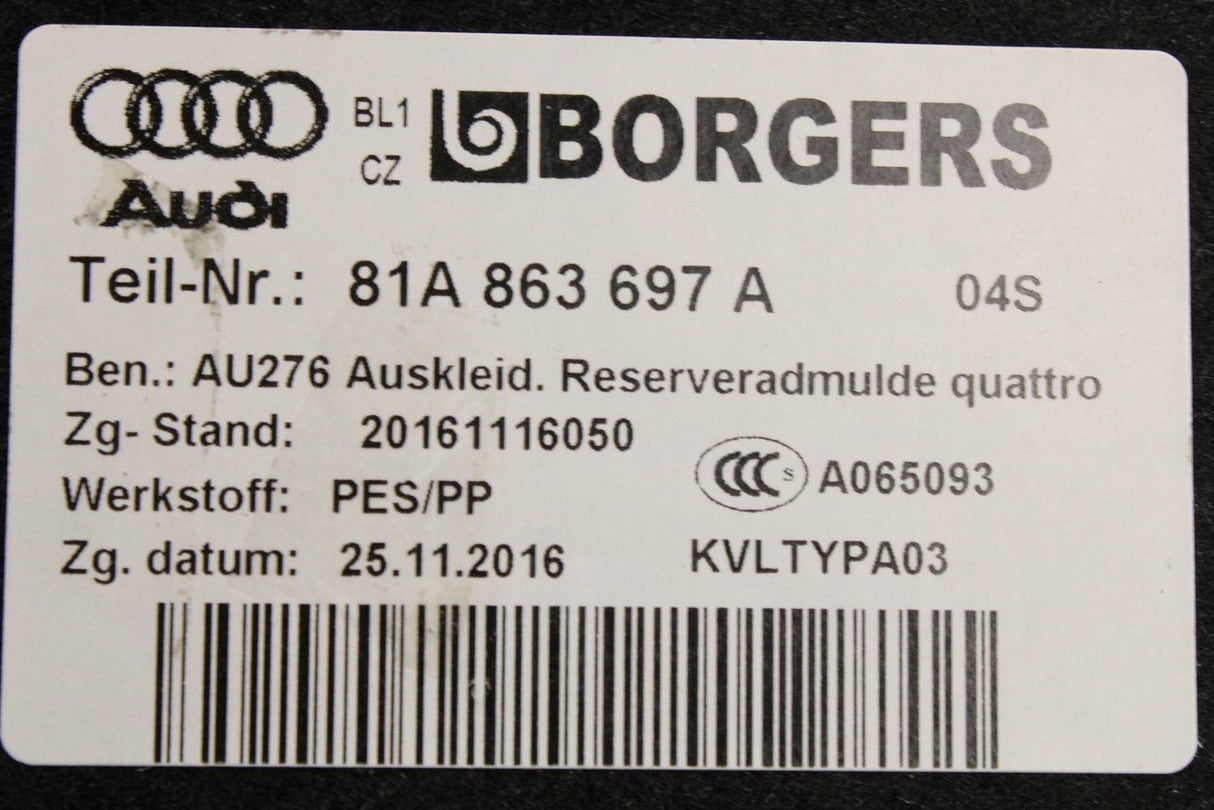 Audi
BL1
CZ
BORGERS
Teil-Nr.: 81A 863 697 A 04S
Ben.: AU276 Auskleid. Reserveradmulde quattro
Zg- Stand: 20161116050
CCC S A065093
Werkstoff: PES/PP
Zg. datum: 25.11.2016 KVLTYPA03